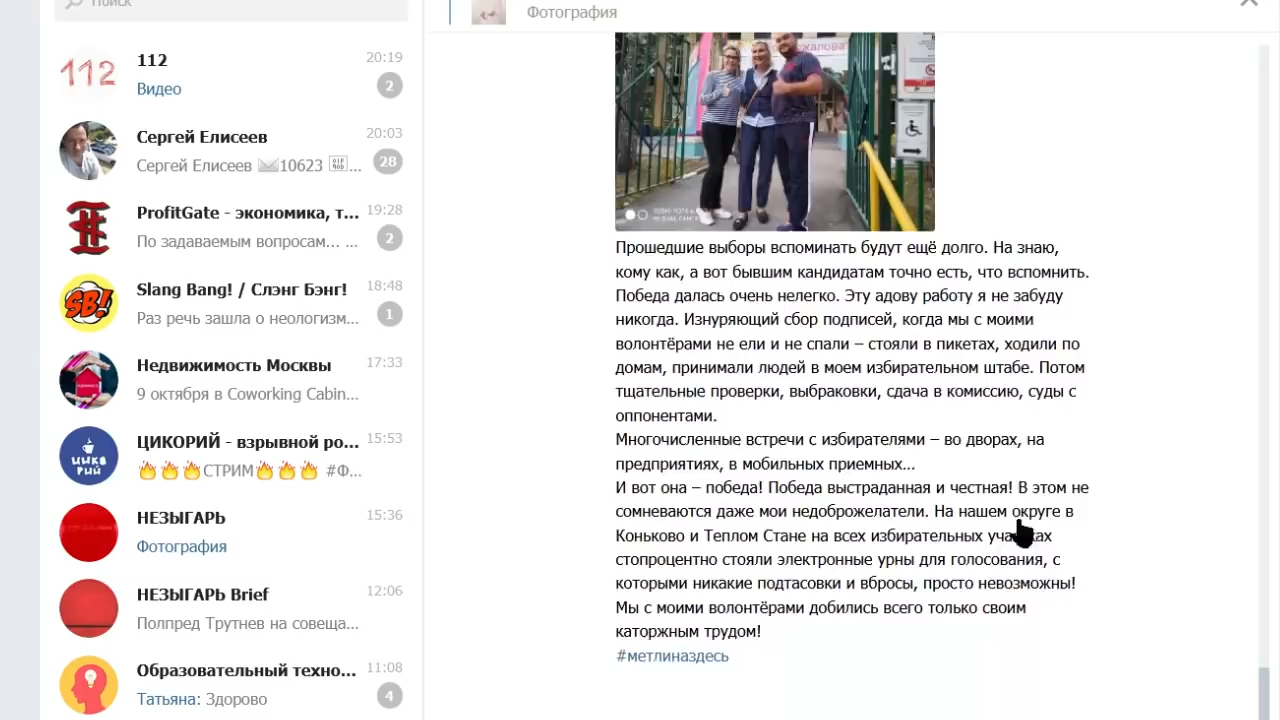 Поиск
112
20:19
Видео
2
Сергей Елисеев
20:03
Сергей Елисеев 10623 ...
28
ProfitGate - экономика, т...
19:28
По задаваемым вопросам... ...
2
Slang Bang! / Слэнг Бэнг!
18:48
Раз речь зашла о неологизм...
1
Недвижимость Москвы
17:33
9 октября в Coworking Cabin...
ЦИКОРИЙ - взрывной ро...
15:53
СТРИМ #Ф...
НЕЗЫГАРЬ
15:36
Фотография
НЕЗЫГАРЬ Brief
12:06
Полпред Трутнев на совеща...
Образовательный техно...
11:08
Татьяна: Здорово
4
112
SB!
ЦИКО
РИЙ
Фотография
Прошедшие выборы вспоминать будут ещё долго. На знаю,
кому как, а вот бывшим кандидатам точно есть, что вспомнить.
Победа далась очень нелегко. Эту адову работу я не забуду
никогда. Изнуряющий сбор подписей, когда мы с моими
волонтёрами не ели и не спали – стояли в пикетах, ходили по
домам, принимали людей в моем избирательном штабе. Потом
тщательные проверки, выбраковки, сдача в комиссию, суды с
оппонентами.
Многочисленные встречи с избирателями – во дворах, на
предприятиях, в мобильных приемных...
И вот она – победа! Победа выстраданная и честная! В этом не
сомневаются даже мои недоброжелатели. На нашем округе в
Коньково и Теплом Стане на всех избирательных участках
стопроцентно стояли электронные урны для голосования, с
которыми никакие подтасовки и вбросы, просто невозможны!
Мы с моими волонтёрами добились всего только своим
каторжным трудом!
#метлиназдесь